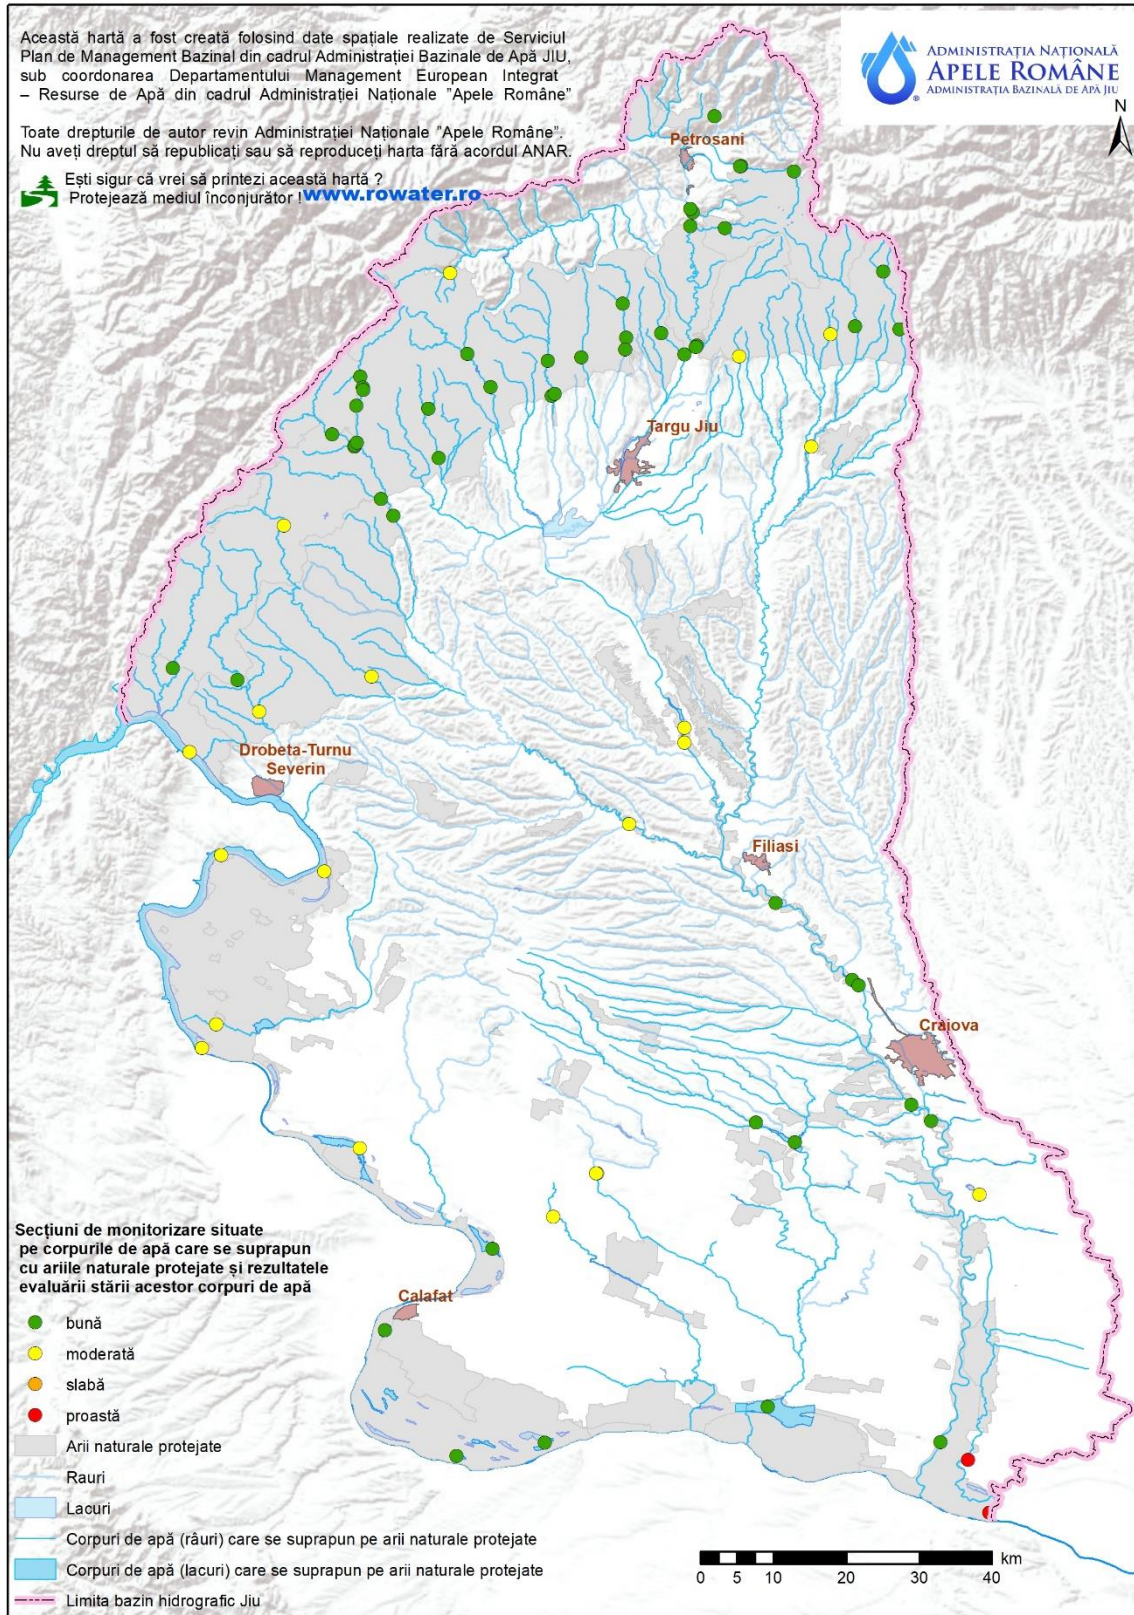 Această hartă a fost creată folosind date spațiale realizate de Serviciul
Plan de Management Bazinal din cadrul Administrației Bazinale de Apă JIU,
sub coordonarea Departamentului Management European Integrat
– Resurse de Apă din cadrul Administrației Naționale "Apele Române"
Toate drepturile de autor revin Administrației Naționale "Apele Române".
Nu aveți dreptul să republicați sau să reproduceți harta fără acordul ANAR.
Ești sigur că vrei să printezi această hartă ?
Protejează mediul înconjurător ! www.rowater.ro
ADMINISTRAȚIA NAȚIONALĂ
APELE ROMÂNE
ADMINISTRAȚIA BAZINALĂ DE APĂ JIU
®
N
Petrosani
Targu Jiu
Drobeta-Turnu
Severin
Filiasi
Craiova
Calafat
Secțiuni de monitorizare situate
pe corpurile de apă care se suprapun
cu ariile naturale protejate și rezultatele
evaluării stării acestor corpuri de apă
bună
moderată
slabă
proastă
Arii naturale protejate
Rauri
Lacuri
Corpuri de apă (râuri) care se suprapun pe arii naturale protejate
Corpuri de apă (lacuri) care se suprapun pe arii naturale protejate
Limita bazin hidrografic Jiu
km
0 5 10 20 30 40